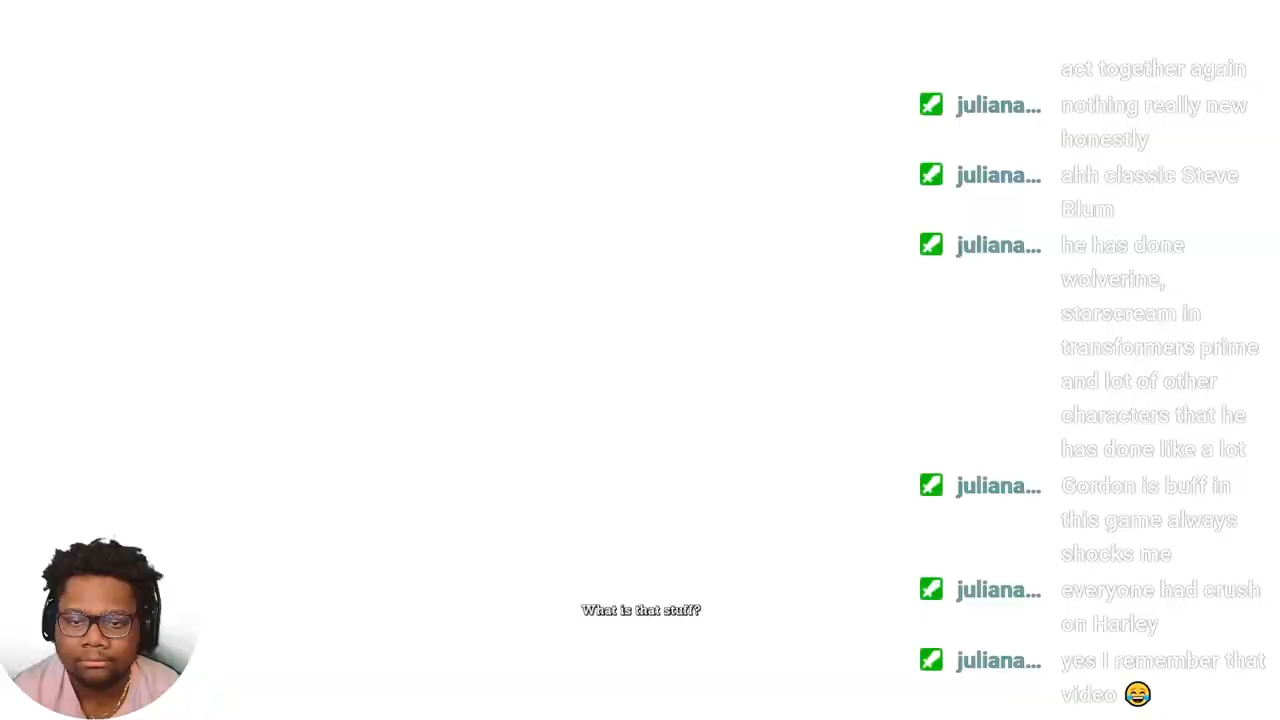 act together again
juliana... nothing really new
honestly
juliana... ahh classic Steve
Blum
juliana... he has done
wolverine,
starscream in
transformers prime
and lot of other
characters that he
has done like a lot
juliana... Gordon is buff in
this game always
shocks me
juliana... everyone had crush
on Harley
What is that stuff?
juliana... yes I remember that
video 😂